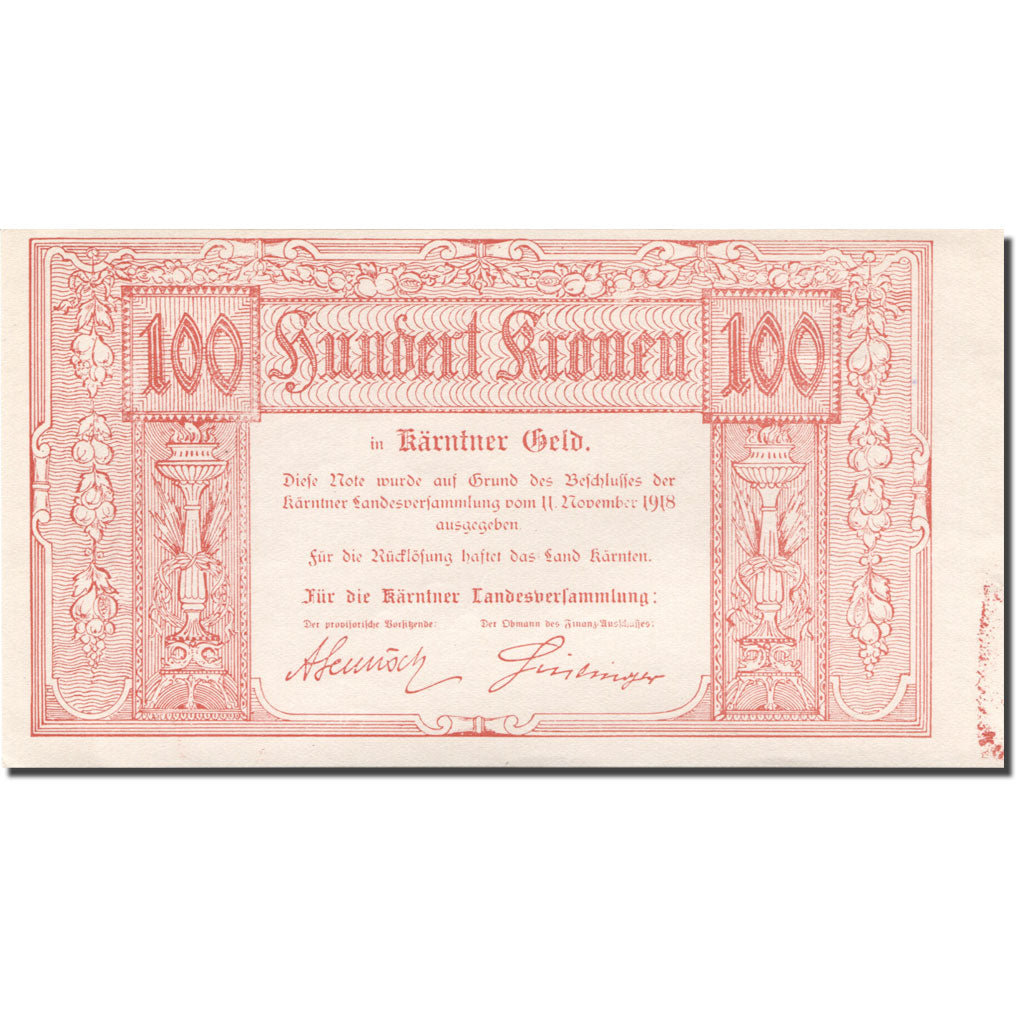 100 Hundert Kronen 100
in Kärntner Geld.
Diese Note wurde auf Grund des Beschlusses der
Kärntner Landesversammlung vom 11. November 1918
ausgegeben.
Für die Rücklösung haftet das Land Kärnten.
Für die Kärntner Landesversammlung:
Der provisorische Vorsitzende: Der Obmann des Finanz-Ausschusses: